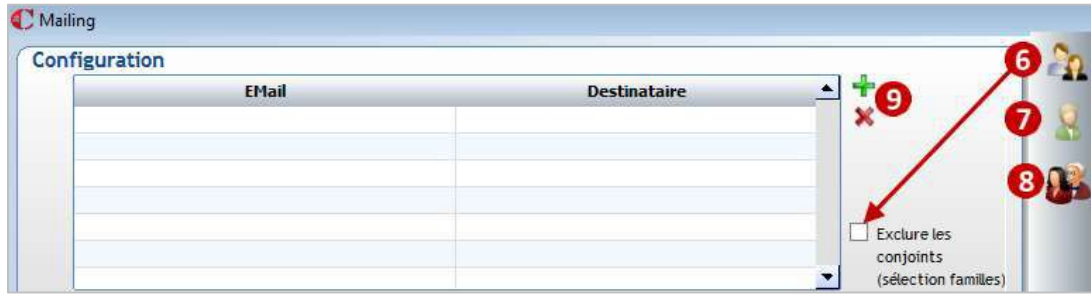 Mailing
Configuration
EMail Destinataire
6
9
7
8
Exclure les
conjoints
(sélection familles)